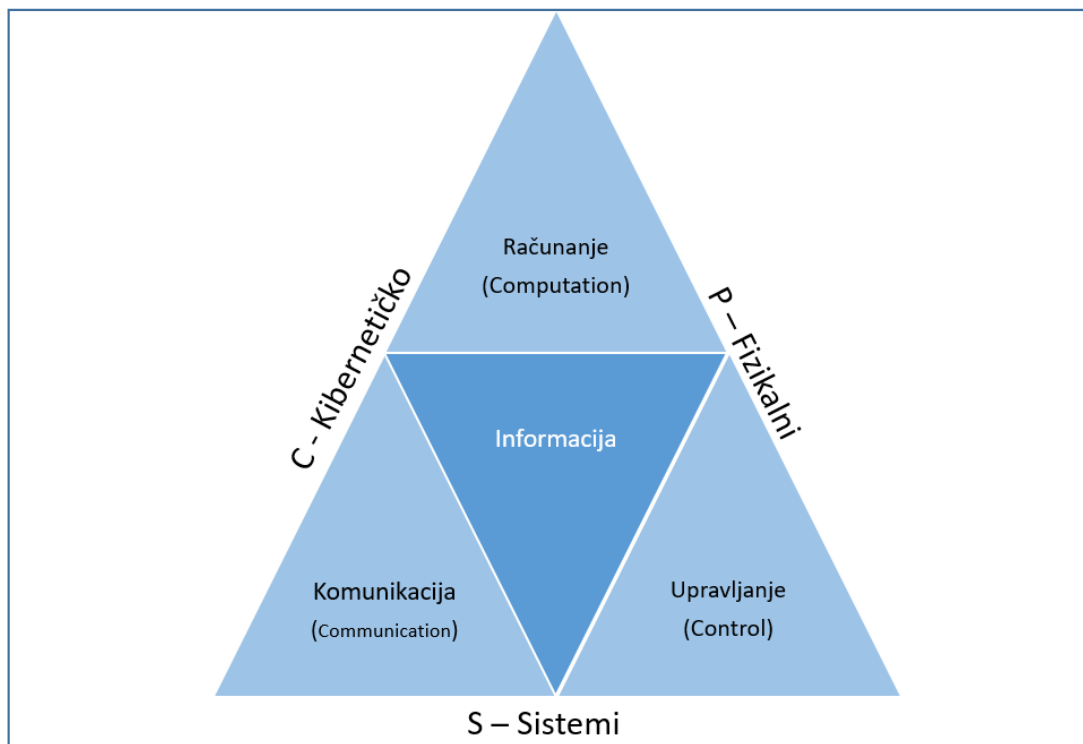 Računanje
(Computation)
C - Kibernetičko
P – Fizikalni
Informacija
Komunikacija
(Communication)
Upravljanje
(Control)
S – Sistemi